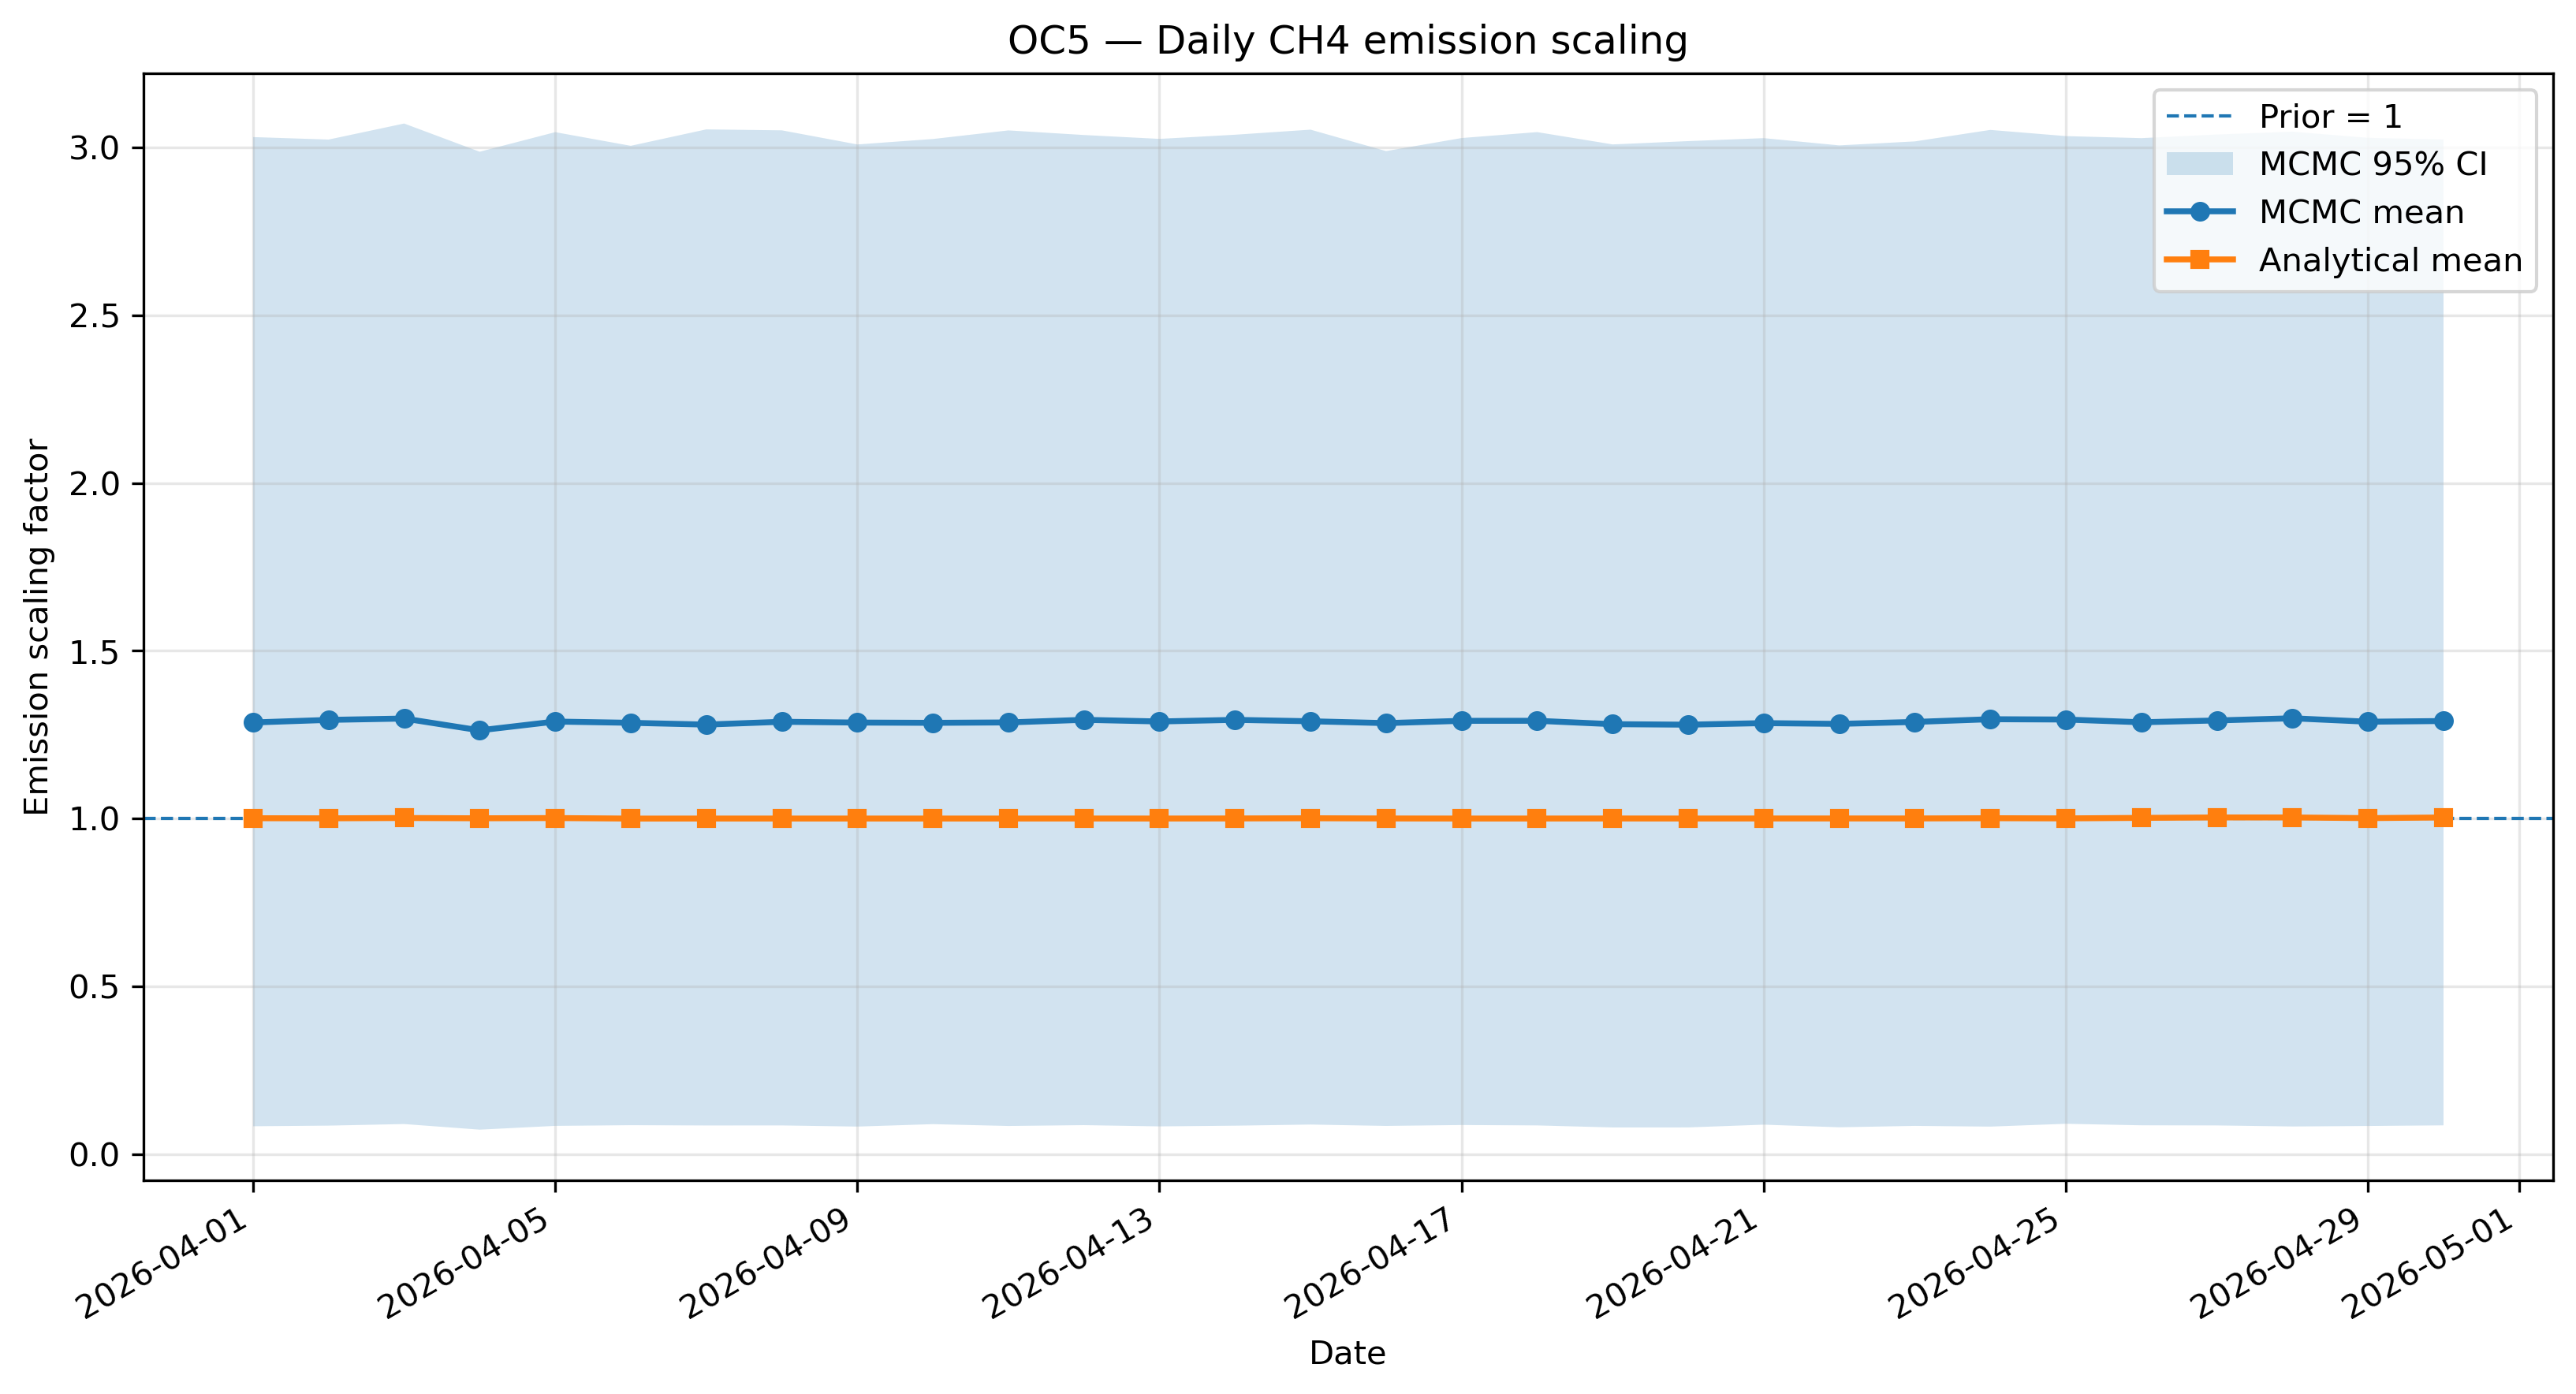 OC5 — Daily CH4 emission scaling
Prior = 1
MCMC 95% CI
MCMC mean
Analytical mean
Emission scaling factor
3.0
2.5
2.0
1.5
1.0
0.5
0.0
2026-04-01
2026-04-05
2026-04-09
2026-04-13
2026-04-17
2026-04-21
2026-04-25
2026-04-29
2026-05-01
Date